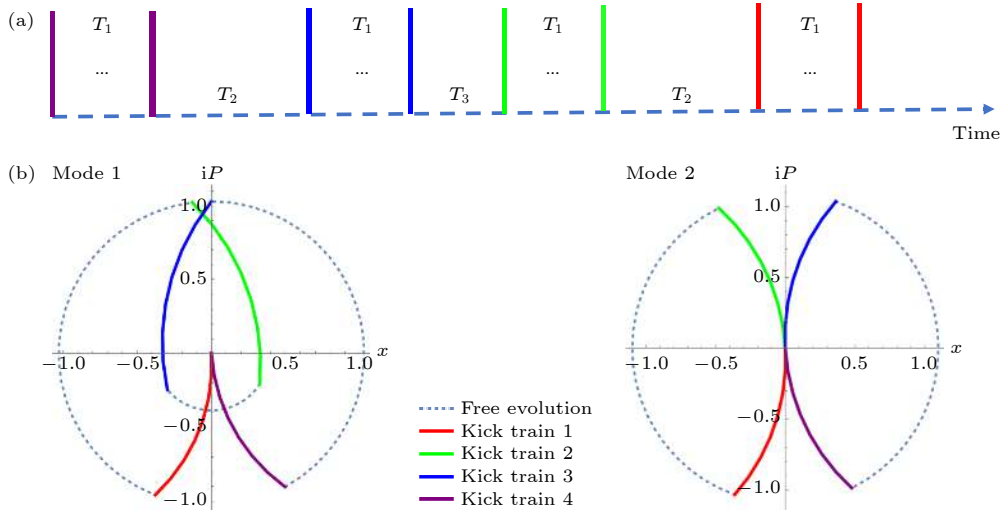 (a)
T1 T1 T1 T1
... ... ... ...
T2 T3 T2
Time
(b) Mode 1 iP Mode 2 iP
1.0 1.0
0.5 0.5
x x
−1.0 −0.5 0.5 1.0 −1.0 −0.5 0.5 1.0
−0.5 −0.5
−1.0 −1.0
Free evolution
Kick train 1
Kick train 2
Kick train 3
Kick train 4